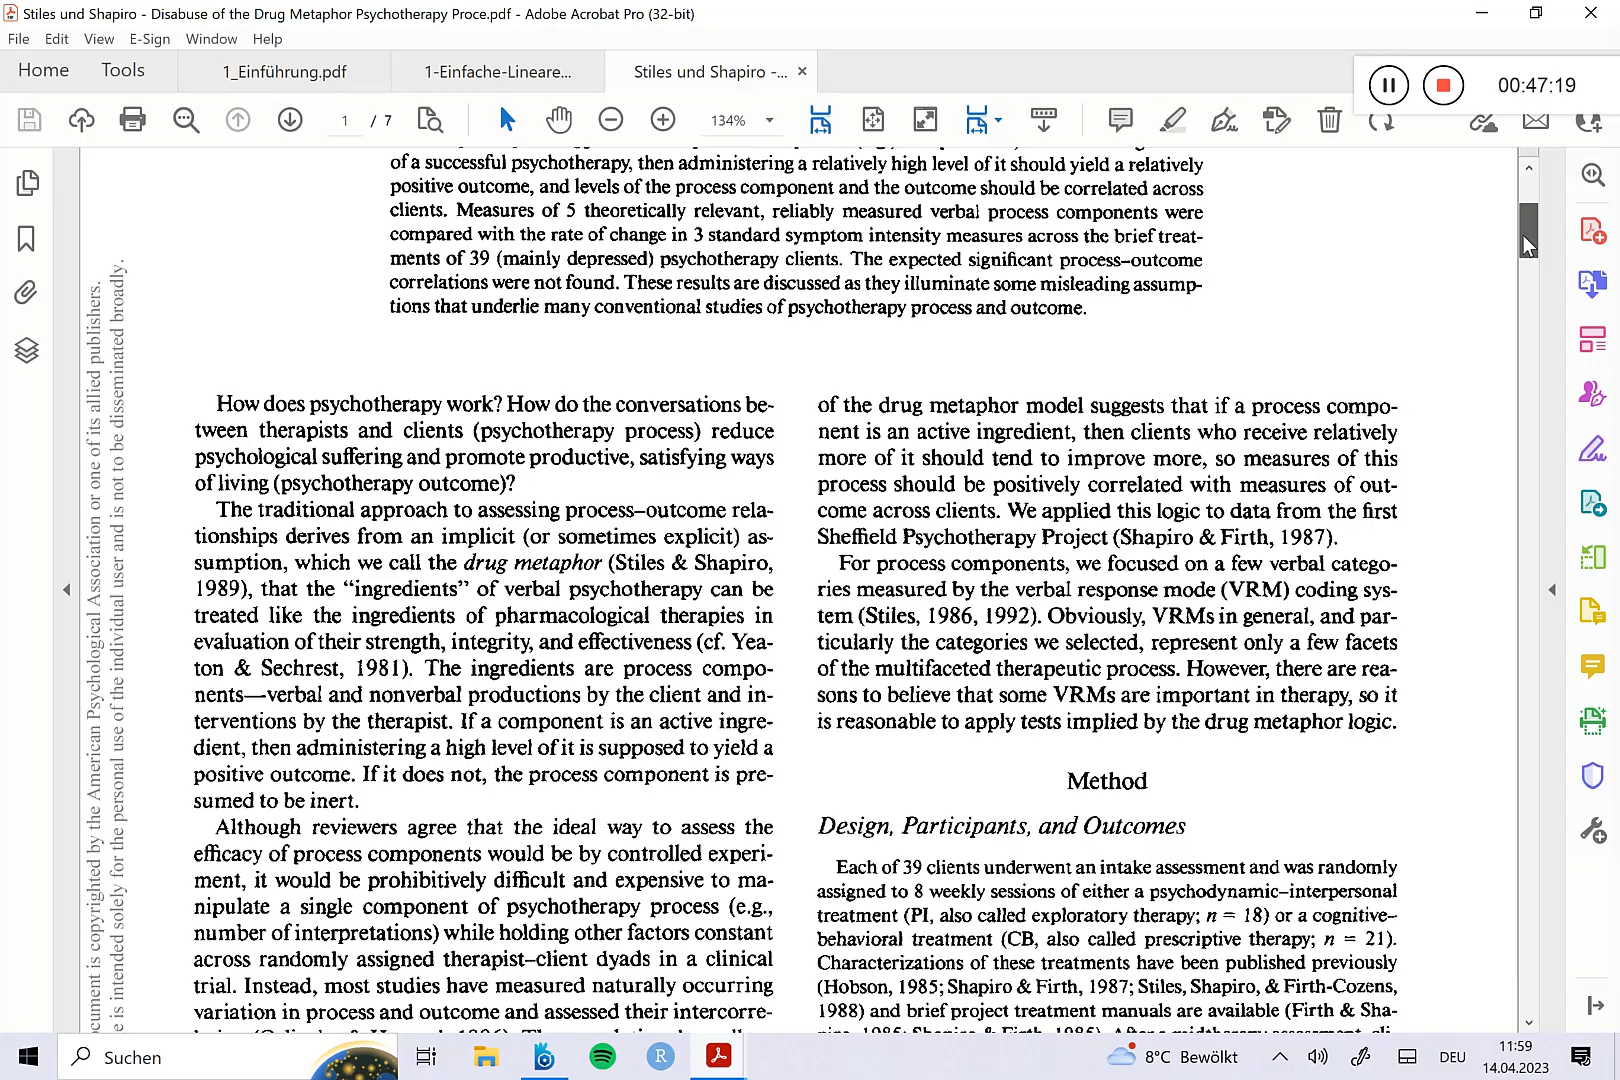 Stiles und Shapiro - Disabuse of the Drug Metaphor Psychotherapy Proce.pdf - Adobe Acrobat Pro (32-bit)
File Edit View E-Sign Window Help
Home Tools 1_Einführung.pdf 1-Einfache-Lineare... Stiles und Shapiro -...
00:47:19
1 / 7 134%
of a successful psychotherapy, then administering a relatively high level of it should yield a relatively
positive outcome, and levels of the process component and the outcome should be correlated across
clients. Measures of 5 theoretically relevant, reliably measured verbal process components were
compared with the rate of change in 3 standard symptom intensity measures across the brief treat-
ments of 39 (mainly depressed) psychotherapy clients. The expected significant process–outcome
correlations were not found. These results are discussed as they illuminate some misleading assump-
tions that underlie many conventional studies of psychotherapy process and outcome.
ocument is copyrighted by the American Psychological Association or one of its allied publishers.
e is intended solely for the personal use of the individual user and is not to be disseminated broadly.
How does psychotherapy work? How do the conversations be-
tween therapists and clients (psychotherapy process) reduce
psychological suffering and promote productive, satisfying ways
of living (psychotherapy outcome)?
The traditional approach to assessing process–outcome rela-
tionships derives from an implicit (or sometimes explicit) as-
sumption, which we call the drug metaphor (Stiles & Shapiro,
1989), that the “ingredients” of verbal psychotherapy can be
treated like the ingredients of pharmacological therapies in
evaluation of their strength, integrity, and effectiveness (cf. Yea-
ton & Sechrest, 1981). The ingredients are process compo-
nents—verbal and nonverbal productions by the client and in-
terventions by the therapist. If a component is an active ingre-
dient, then administering a high level of it is supposed to yield a
positive outcome. If it does not, the process component is pre-
sumed to be inert.
Although reviewers agree that the ideal way to assess the
efficacy of process components would be by controlled experi-
ment, it would be prohibitively difficult and expensive to ma-
nipulate a single component of psychotherapy process (e.g.,
number of interpretations) while holding other factors constant
across randomly assigned therapist–client dyads in a clinical
trial. Instead, most studies have measured naturally occurring
variation in process and outcome and assessed their intercorre-
of the drug metaphor model suggests that if a process compo-
nent is an active ingredient, then clients who receive relatively
more of it should tend to improve more, so measures of this
process should be positively correlated with measures of out-
come across clients. We applied this logic to data from the first
Sheffield Psychotherapy Project (Shapiro & Firth, 1987).
For process components, we focused on a few verbal catego-
ries measured by the verbal response mode (VRM) coding sys-
tem (Stiles, 1986, 1992). Obviously, VRMs in general, and par-
ticularly the categories we selected, represent only a few facets
of the multifaceted therapeutic process. However, there are rea-
sons to believe that some VRMs are important in therapy, so it
is reasonable to apply tests implied by the drug metaphor logic.
Method
Design, Participants, and Outcomes
Each of 39 clients underwent an intake assessment and was randomly
assigned to 8 weekly sessions of either a psychodynamic–interpersonal
treatment (PI, also called exploratory therapy; n = 18) or a cognitive–
behavioral treatment (CB, also called prescriptive therapy; n = 21).
Characterizations of these treatments have been published previously
(Hobson, 1985; Shapiro & Firth, 1987; Stiles, Shapiro, & Firth-Cozens,
1988) and brief project treatment manuals are available (Firth & Sha-
Suchen
8°C Bewölkt
DEU
11:59
14.04.2023